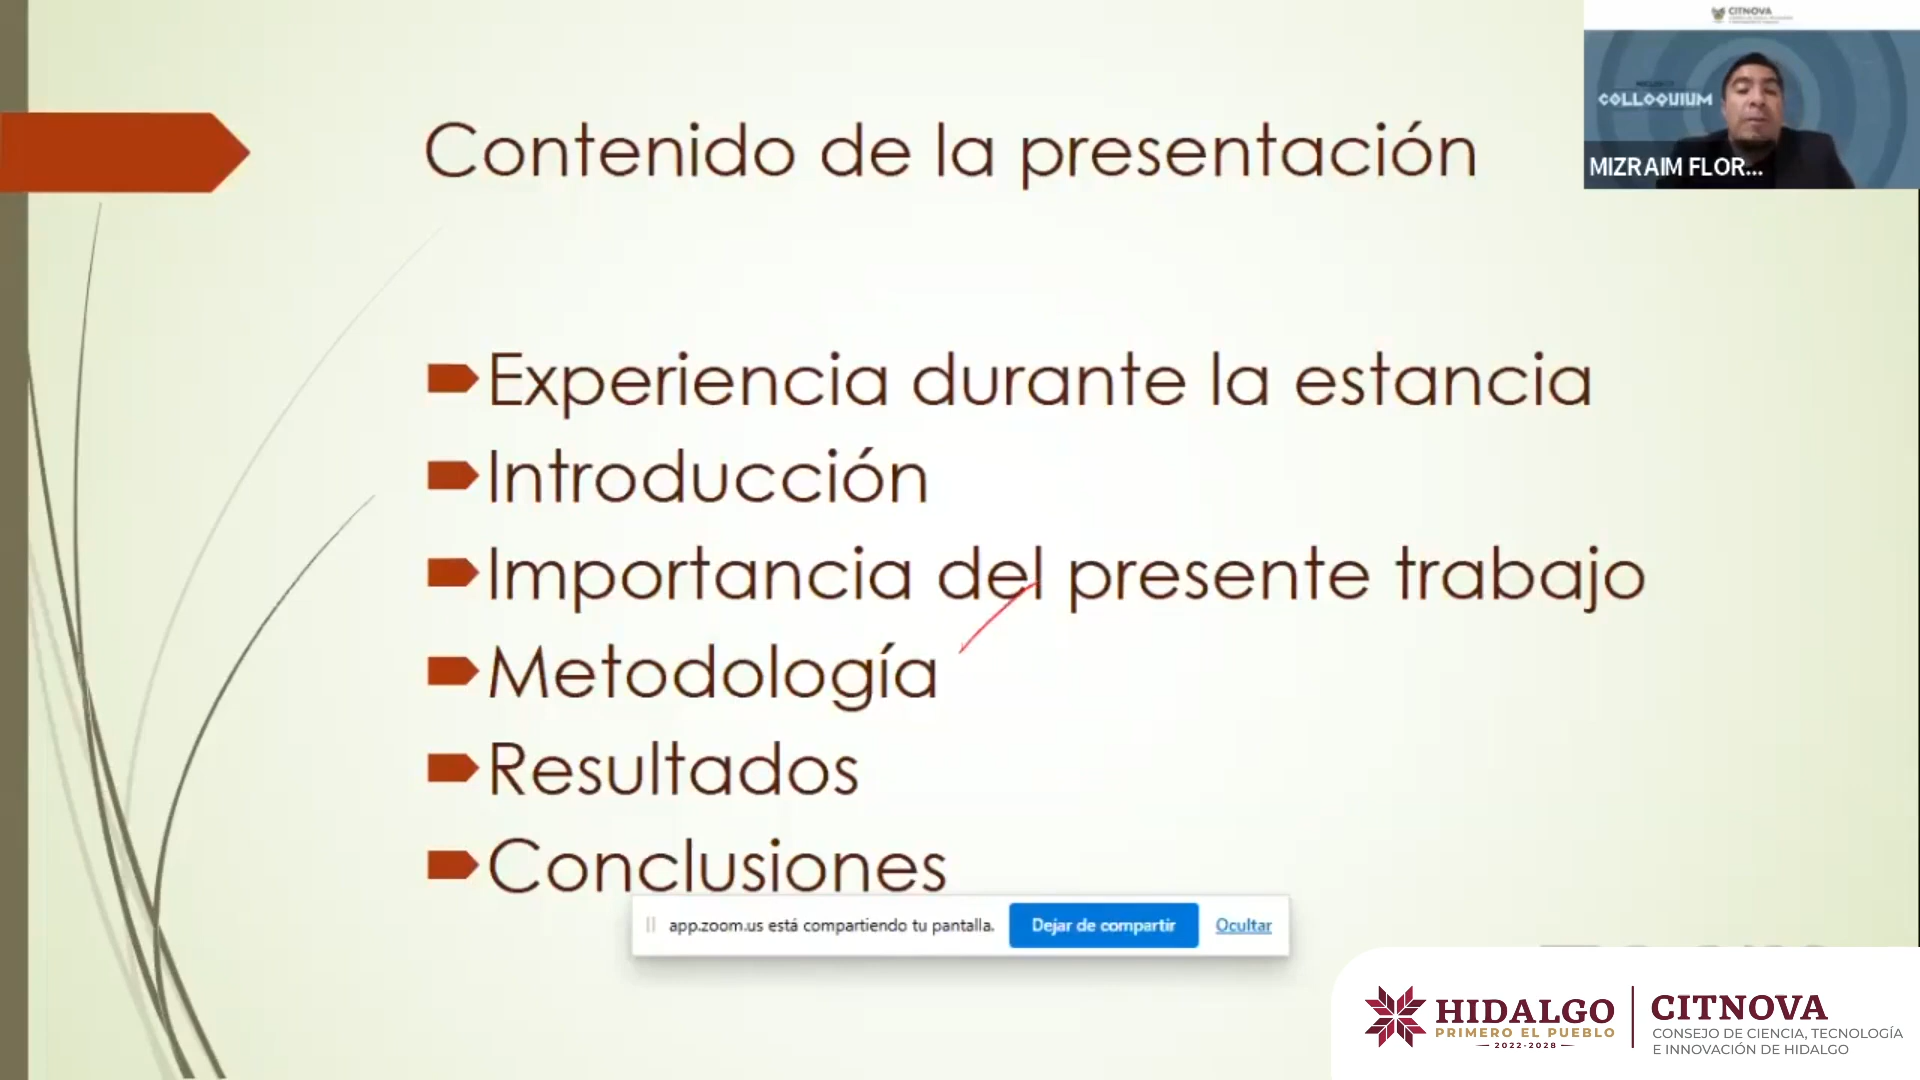 CITNOVA
COLLOQUIUM
MIZRAIM FLOR...
Contenido de la presentación
Experiencia durante la estancia
Introducción
Importancia del presente trabajo
Metodología
Resultados
Conclusiones
app.zoom.us está compartiendo tu pantalla.
Dejar de compartir
Ocultar
HIDALGO
PRIMERO EL PUEBLO
2022-2028
CITNOVA
CONSEJO DE CIENCIA, TECNOLOGÍA
E INNOVACIÓN DE HIDALGO